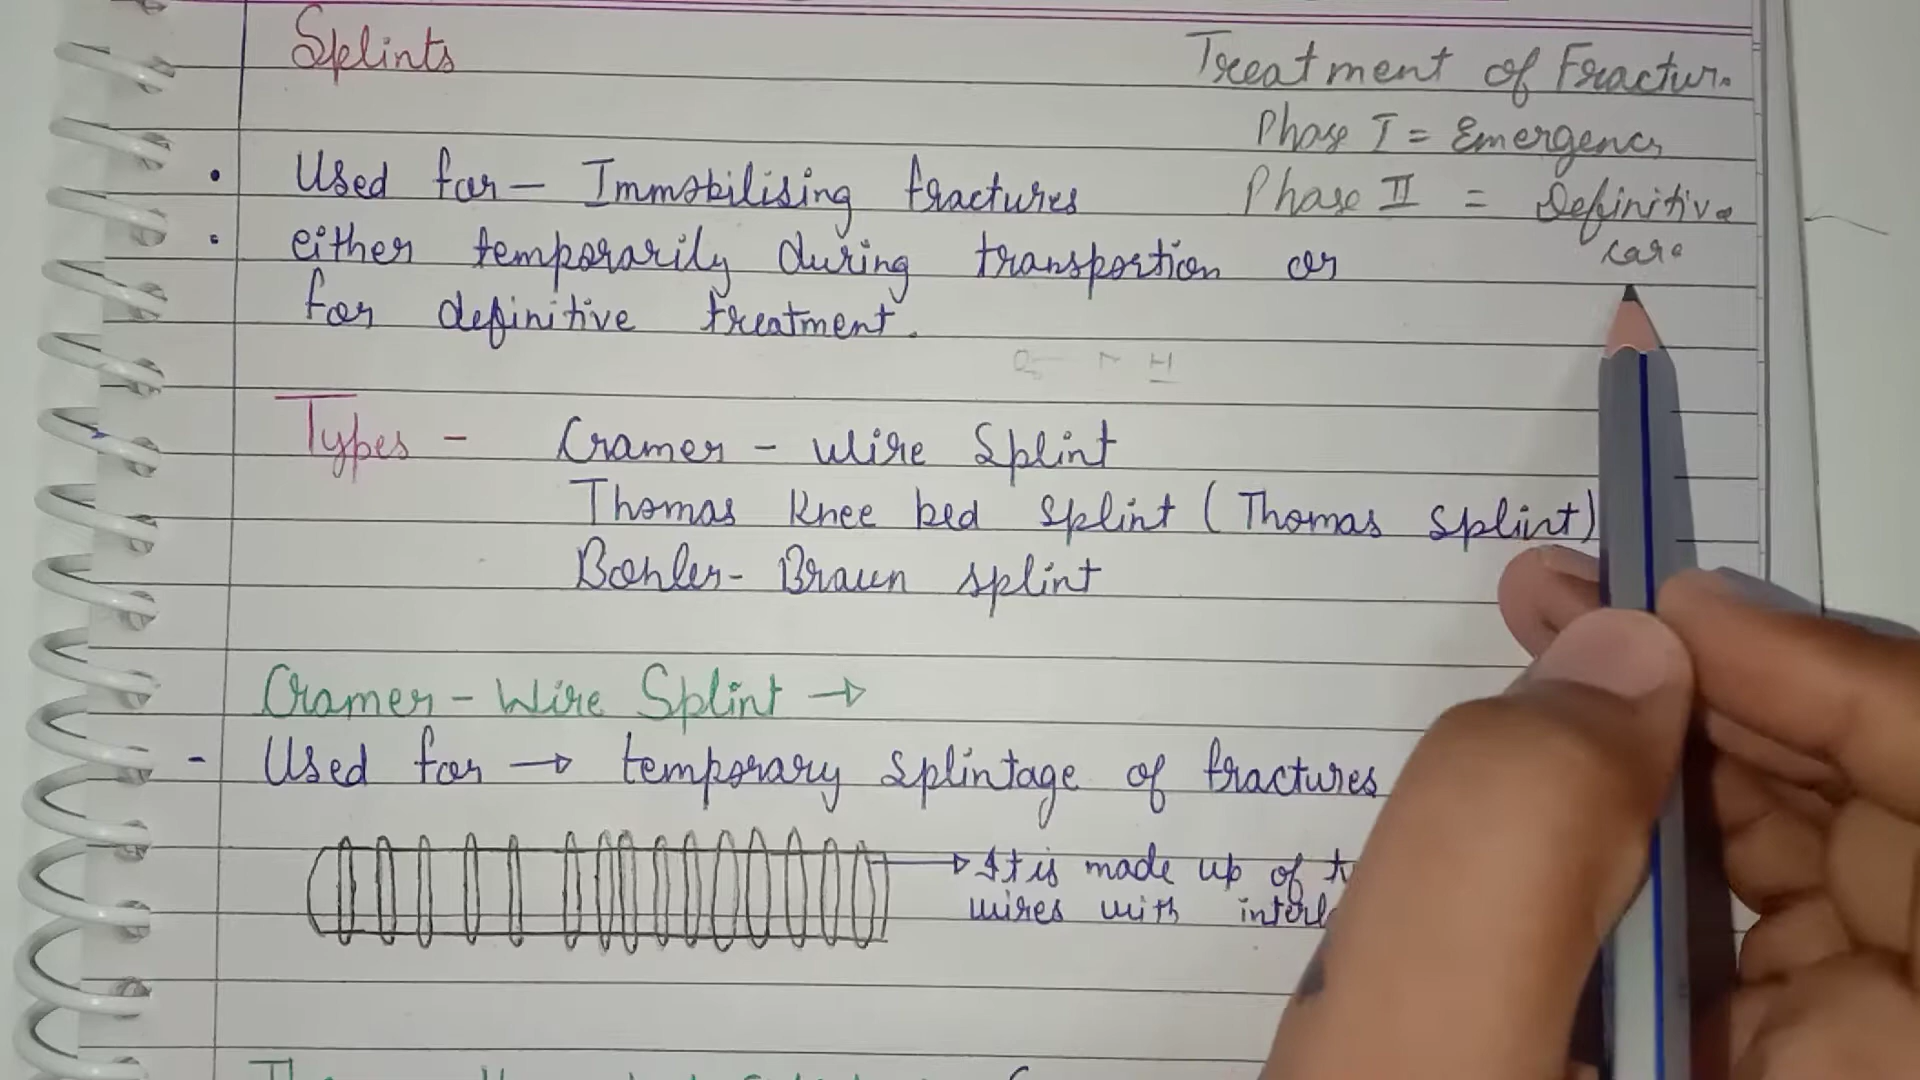 Splints
Treatment of Fractur
Phase I = Emergency
• Used for - Immobilising fractures
Phase II = Definitive
care
• either temporarily during transportion or
for definitive treatment.
Types - Cramer - Wire Splint
Thomas Knee bed splint (Thomas Splint)
Boehler - Braun splint
Cramer - Wire Splint →
- Used for → temporary splintage of fractures
It is made up of
wires with